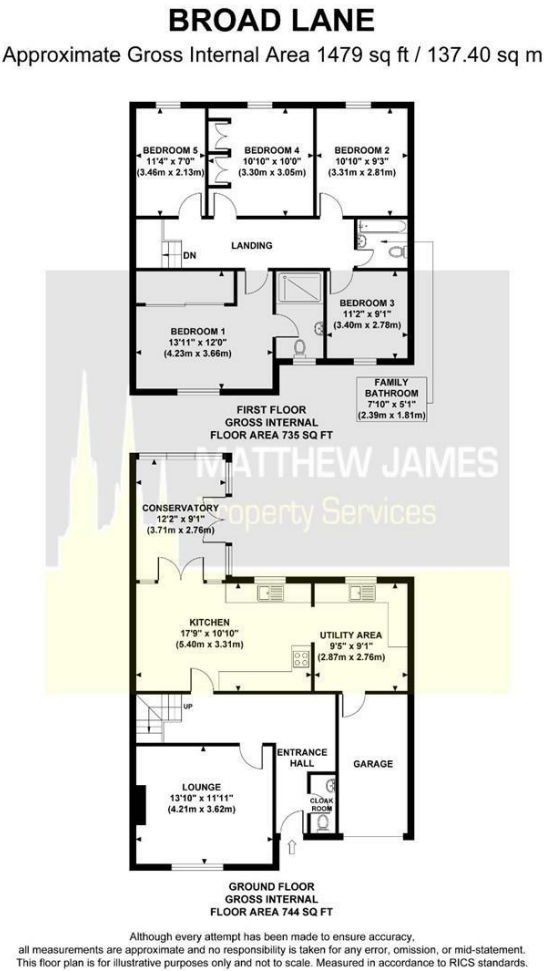 BROAD LANE
Approximate Gross Internal Area 1479 sq ft / 137.40 sq m
BEDROOM 5
11'4" x 7'0"
(3.46m x 2.13m)
BEDROOM 4
10'10" x 10'0"
(3.30m x 3.05m)
BEDROOM 2
10'10" x 9'3"
(3.31m x 2.81m)
LANDING
DN
BEDROOM 1
13'11" x 12'0"
(4.23m x 3.66m)
BEDROOM 3
11'2" x 9'1"
(3.40m x 2.78m)
FAMILY
BATHROOM
7'10" x 5'1"
(2.39m x 1.81m)
FIRST FLOOR
GROSS INTERNAL
FLOOR AREA 735 SQ FT
MATTHEW JAMES
Property Services
CONSERVATORY
12'2" x 9'1"
(3.71m x 2.76m)
KITCHEN
17'9" x 10'10"
(5.40m x 3.31m)
UTILITY AREA
9'5" x 9'1"
(2.87m x 2.76m)
UP
ENTRANCE
HALL
GARAGE
LOUNGE
13'10" x 11'11"
(4.21m x 3.62m)
CLOAK
ROOM
GROUND FLOOR
GROSS INTERNAL
FLOOR AREA 744 SQ FT
Although every attempt has been made to ensure accuracy,
all measurements are approximate and no responsibility is taken for any error, omission, or mid-statement.
This floor plan is for illustrative purposes only and not to scale. Measured in accordance to RICS standards.